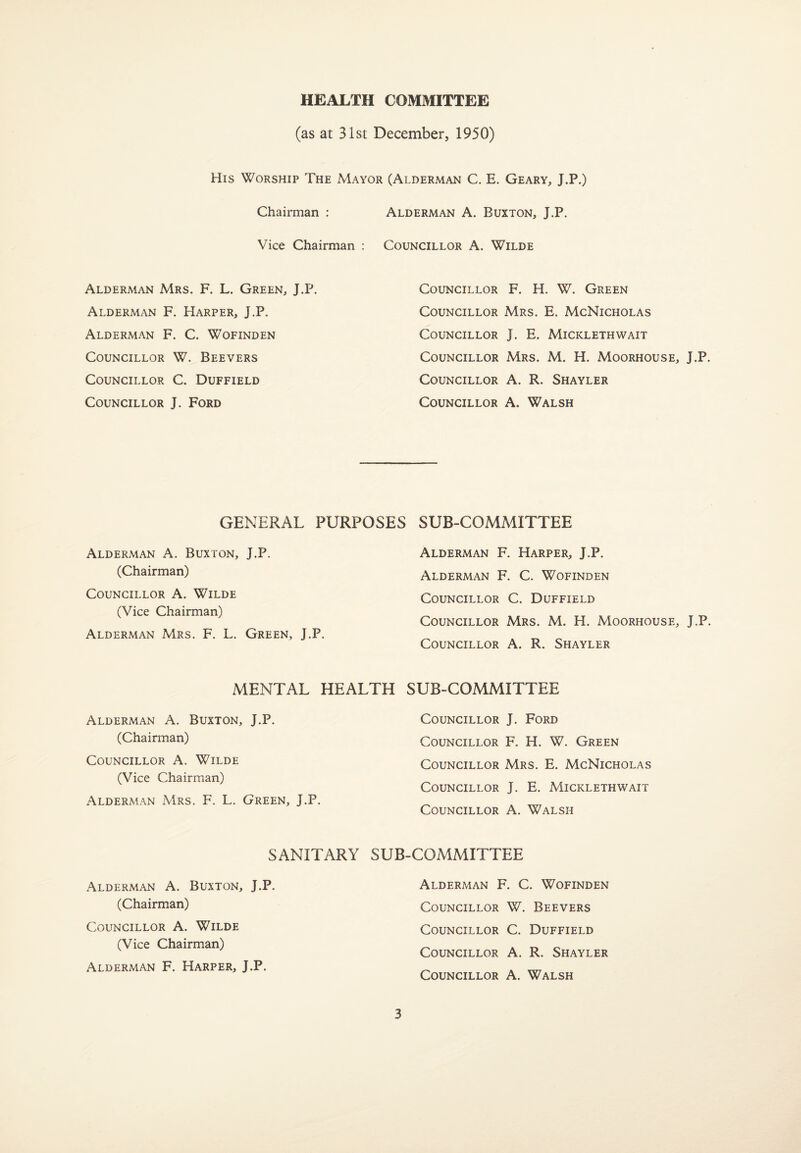 HEALTH COMMITTEE
(as at 31st December, 1950)
His Worship The Mayor (Alderman C. E. Geary, J.P.)
Chairman : Alderman A. Buxton, J.P.
Vice Chairman : Councillor A. Wilde
Alderman Mrs. F. L. Green, J.P.
Alderman F. Harper, J.P.
Alderman F. C. Wofinden
Councillor W. Beevers
Councillor C. Duffield
Councillor J. Ford
Councillor F. H. W. Green
Councillor Mrs. E. McNicholas
Councillor J. E. Micklethwait
Councillor Mrs. M. H. Moorhouse, J.P.
Councillor A. R. Shayler
Councillor A. Walsh
GENERAL PURPOSES SUB-COMMITTEE
Alderman A. Buxton, J.P.
(Chairman)
Councillor A. Wilde
(Vice Chairman)
Alderman Mrs. F. L. Green, J.P.
Alderman F. Harper, J.P.
Alderman F. C. Wofinden
Councillor C. Duffield
Councillor Mrs. M. H. Moorhouse, J.P.
Councillor A. R. Shayler
MENTAL HEALTH SUB-COMMITTEE
Alderman A. Buxton, J.P.
(Chairman)
Councillor A. Wilde
(Vice Chairman)
Alderman Mrs. F. L. Green, J.P.
Councillor J. Ford
Councillor F. H. W. Green
Councillor Mrs. E. McNicholas
Councillor J. E. Micklethwait
Councillor A. Walsh
SANITARY SUB-COMMITTEE
Alderman A. Buxton, J.P.
(Chairman)
Councillor A. Wilde
(Vice Chairman)
Alderman F. Harper, J.P.
Alderman F. C. Wofinden
Councillor W. Beevers
Councillor C. Duffield
Councillor A. R. Shayler
Councillor A. Walsh
3